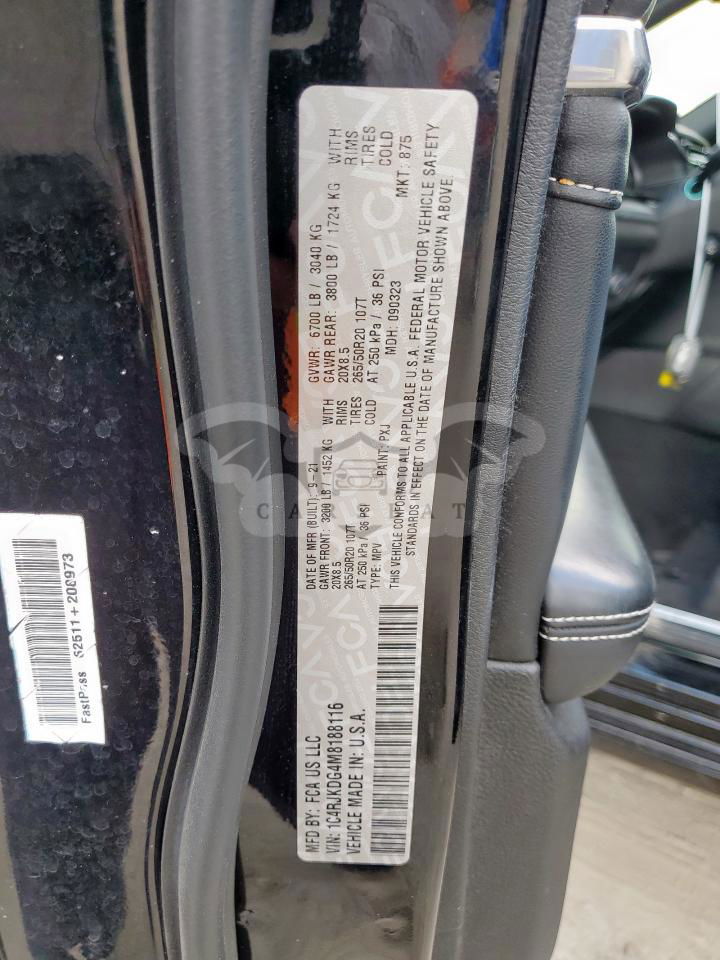 MFD BY: FCA US LLC
DATE OF MFR (BUILT): 9-21
GVWR: 6700 LB / 3040 KG
GAWR FRONT: 3200 LB / 1452 KG WITH
20X8.5 RIMS
265/50R20 107T TIRES
AT 250 kPa / 36 PSI COLD
GAWR REAR: 3800 LB / 1724 KG WITH
20X8.5 RIMS
265/50R20 107T TIRES
AT 250 kPa / 36 PSI COLD
VIN: 1C4RJKDG4M8188116
TYPE: MPV
PAINT: PXJ
MDH: 090323
MKT: 875
VEHICLE MADE IN: U.S.A.
THIS VEHICLE CONFORMS TO ALL APPLICABLE U.S.A. FEDERAL MOTOR VEHICLE SAFETY
STANDARDS IN EFFECT ON THE DATE OF MANUFACTURE SHOWN ABOVE.
FastPass 62511+208973